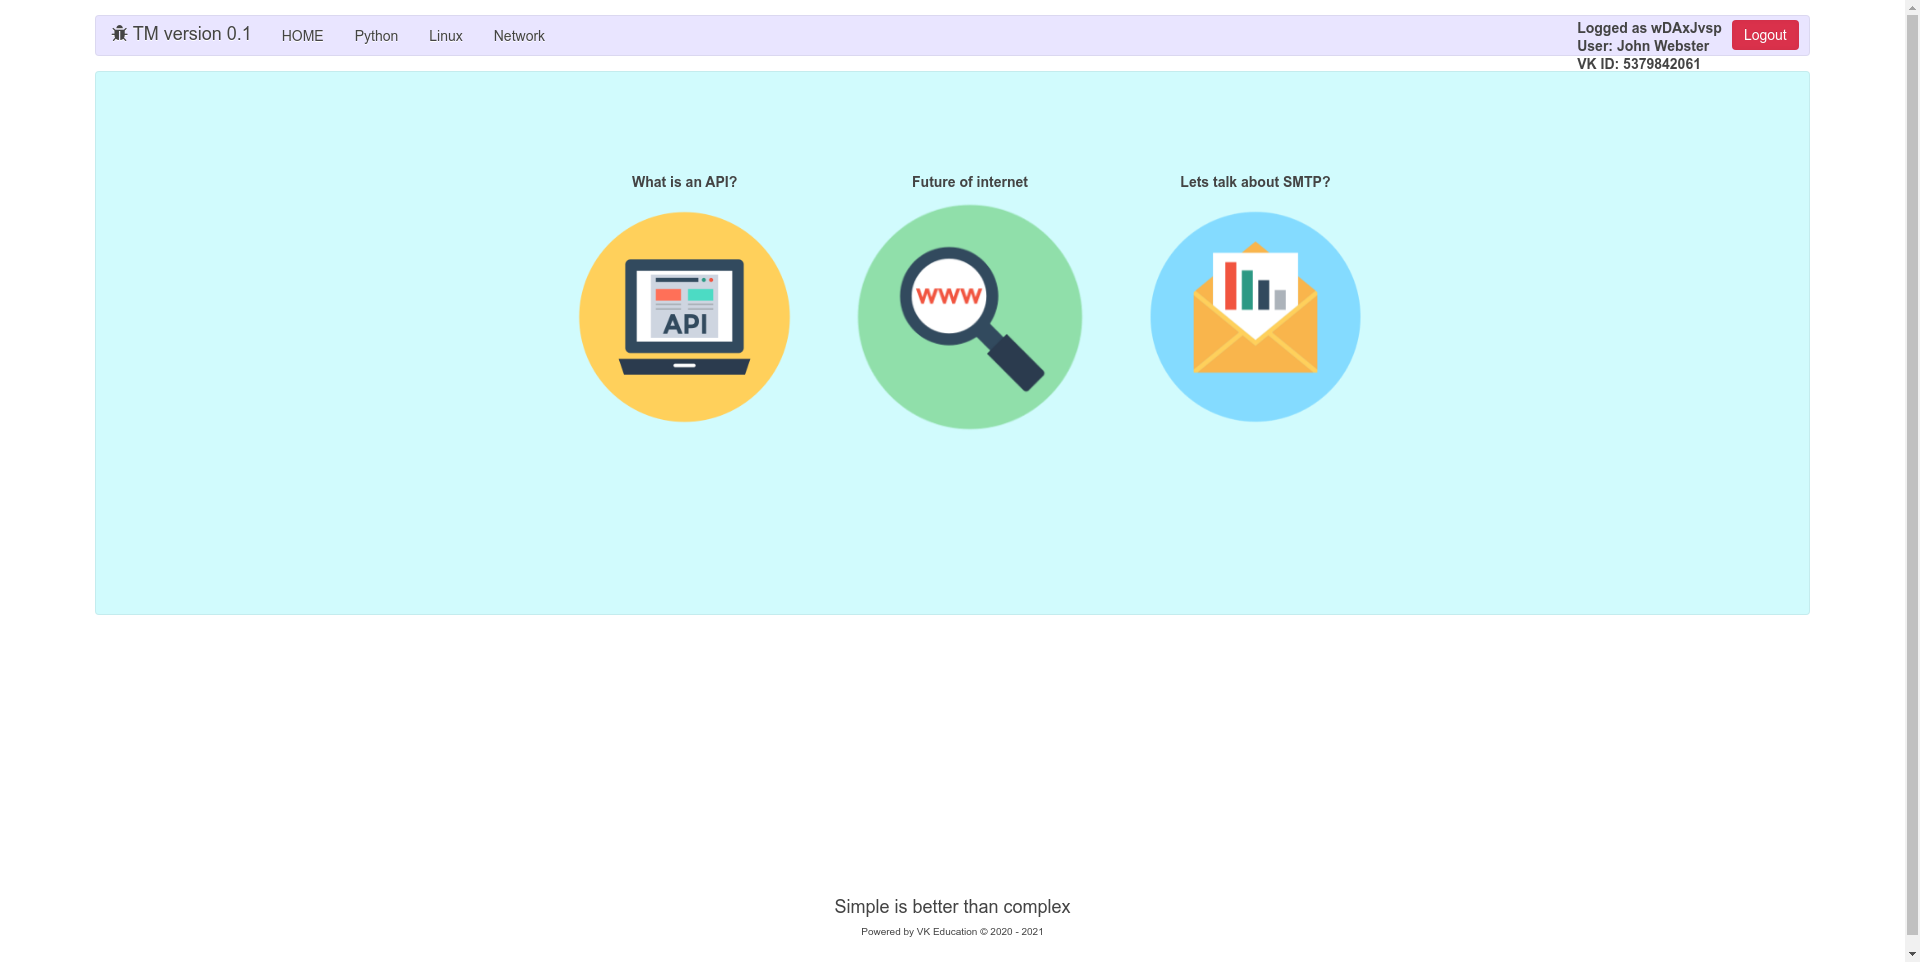 TM version 0.1
HOME
Python
Linux
Network
Logged as wDAxJvsp
User: John Webster
VK ID: 5379842061
Logout
What is an API?
Future of internet
Lets talk about SMTP?
API
WWW
Simple is better than complex
Powered by VK Education © 2020 - 2021